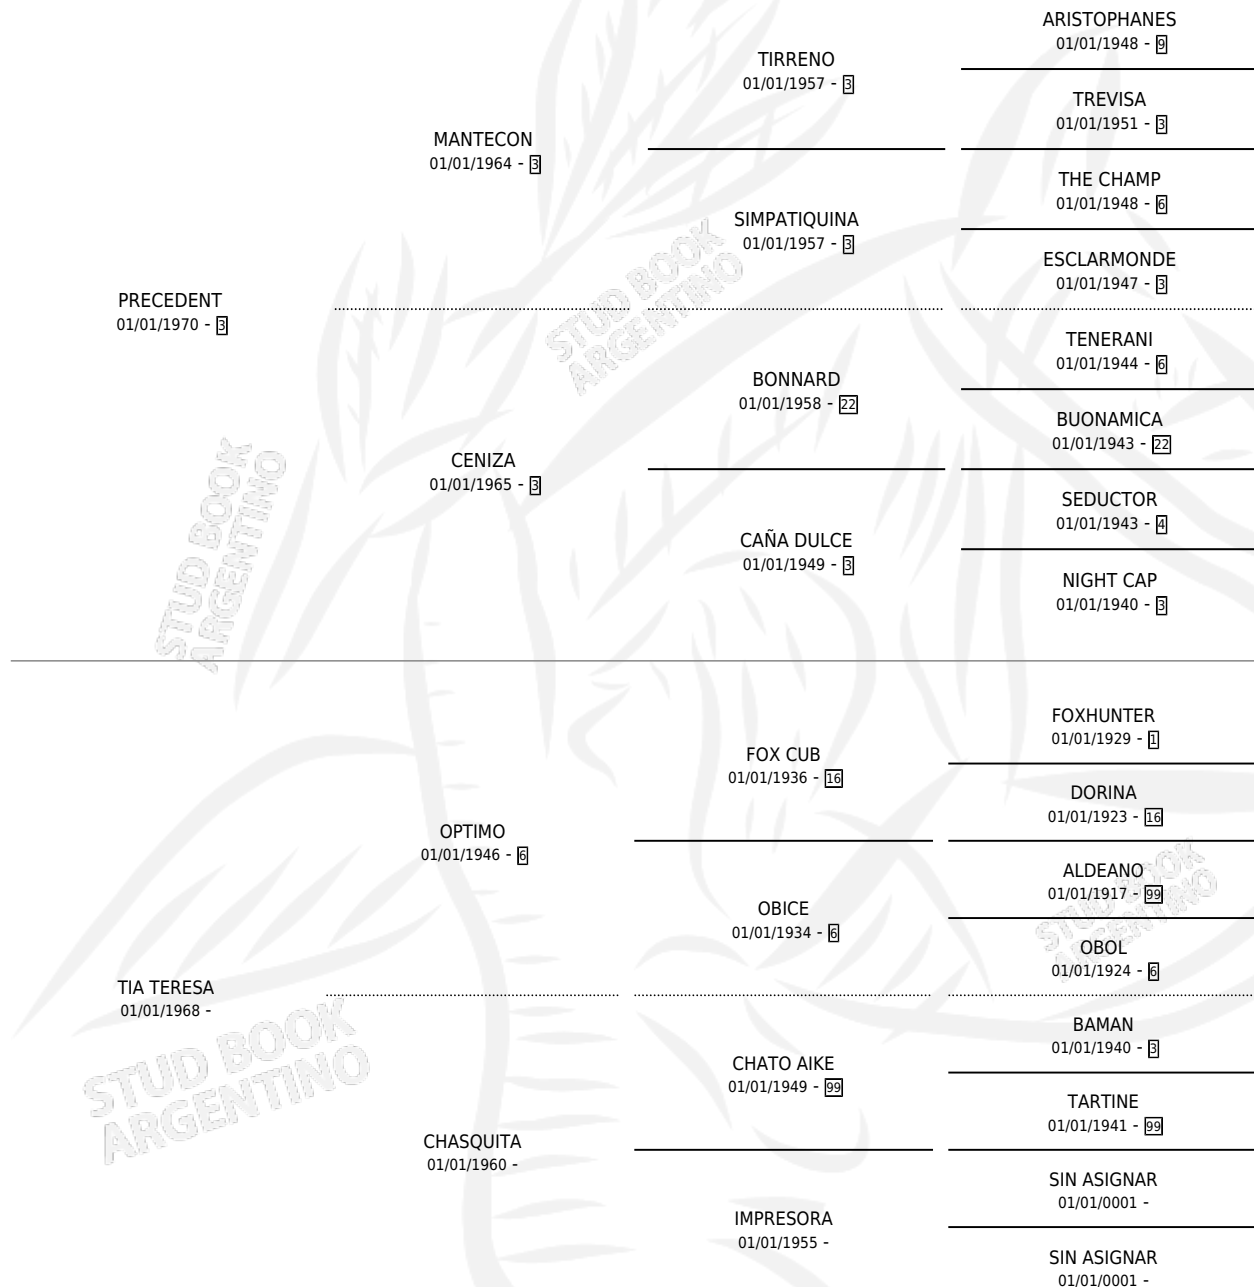 ARISTOPHANES
01/01/1948 - 9
TIRRENO
01/01/1957 - 3
TREVISA
01/01/1951 - 3
MANTECON
01/01/1964 - 3
THE CHAMP
01/01/1948 - 6
SIMPATIQUINA
01/01/1957 - 3
ESCLARMONDE
01/01/1947 - 3
PRECEDENT
01/01/1970 - 3
STUD BOOK
ARGENTINO
TENERANI
01/01/1944 - 6
BONNARD
01/01/1958 - 22
BUONAMICA
01/01/1943 - 22
CENIZA
01/01/1965 - 3
SEDUCTOR
01/01/1943 - 4
CAÑA DULCE
01/01/1949 - 3
NIGHT CAP
01/01/1940 - 3
STUD BOOK
ARGENTINO
FOXHUNTER
01/01/1929 - 1
FOX CUB
01/01/1936 - 16
DORINA
01/01/1923 - 16
OPTIMO
01/01/1946 - 6
ALDEANO
01/01/1917 - 99
OBICE
01/01/1934 - 6
STUD BOOK
ARGENTINO
OBOL
01/01/1924 - 6
TIA TERESA
01/01/1968 -
BAMAN
01/01/1940 - 3
CHATO AIKE
01/01/1949 - 99
STUD BOOK
ARGENTINO
TARTINE
01/01/1941 - 99
CHASQUITA
01/01/1960 -
SIN ASIGNAR
01/01/0001 -
IMPRESORA
01/01/1955 -
SIN ASIGNAR
01/01/0001 -